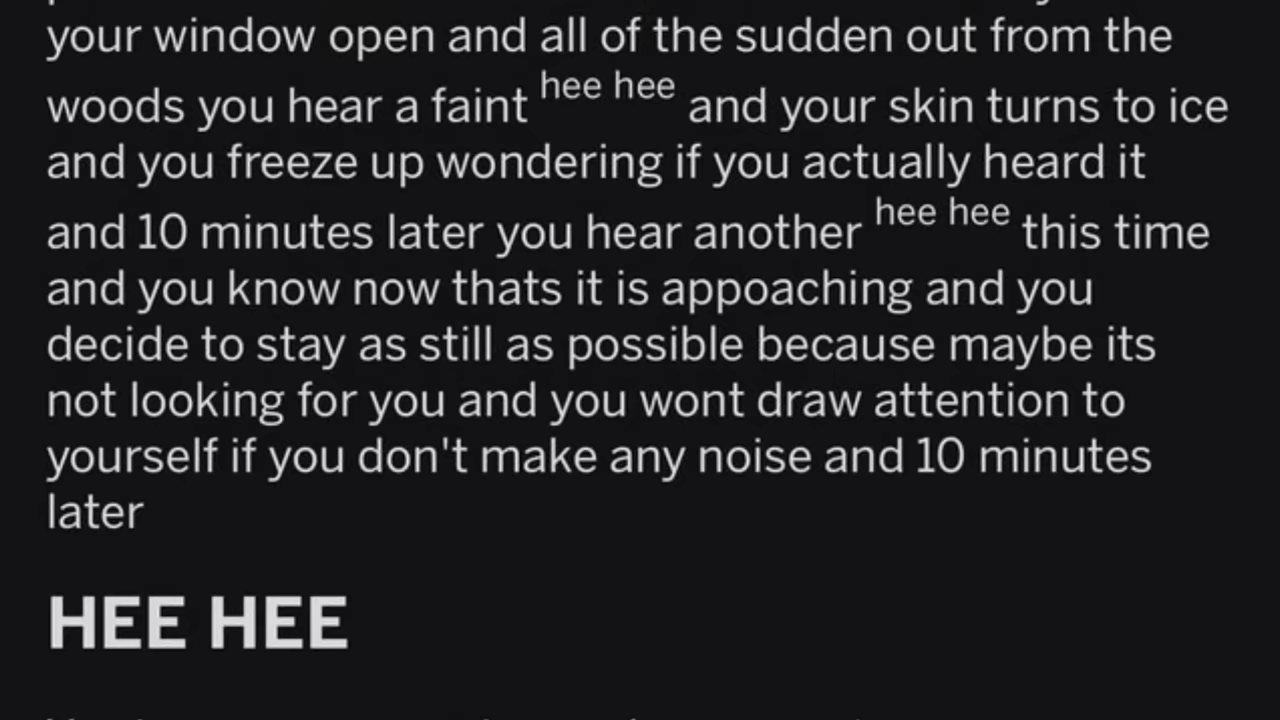 your window open and all of the sudden out from the
woods you hear a faint hee hee and your skin turns to ice
and you freeze up wondering if you actually heard it
and 10 minutes later you hear another hee hee this time
and you know now thats it is appoaching and you
decide to stay as still as possible because maybe its
not looking for you and you wont draw attention to
yourself if you don't make any noise and 10 minutes
later
HEE HEE